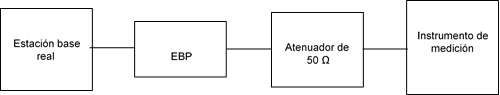 Estación base
real
EBP
Atenuador de
50 Ω
Instrumento de
medición